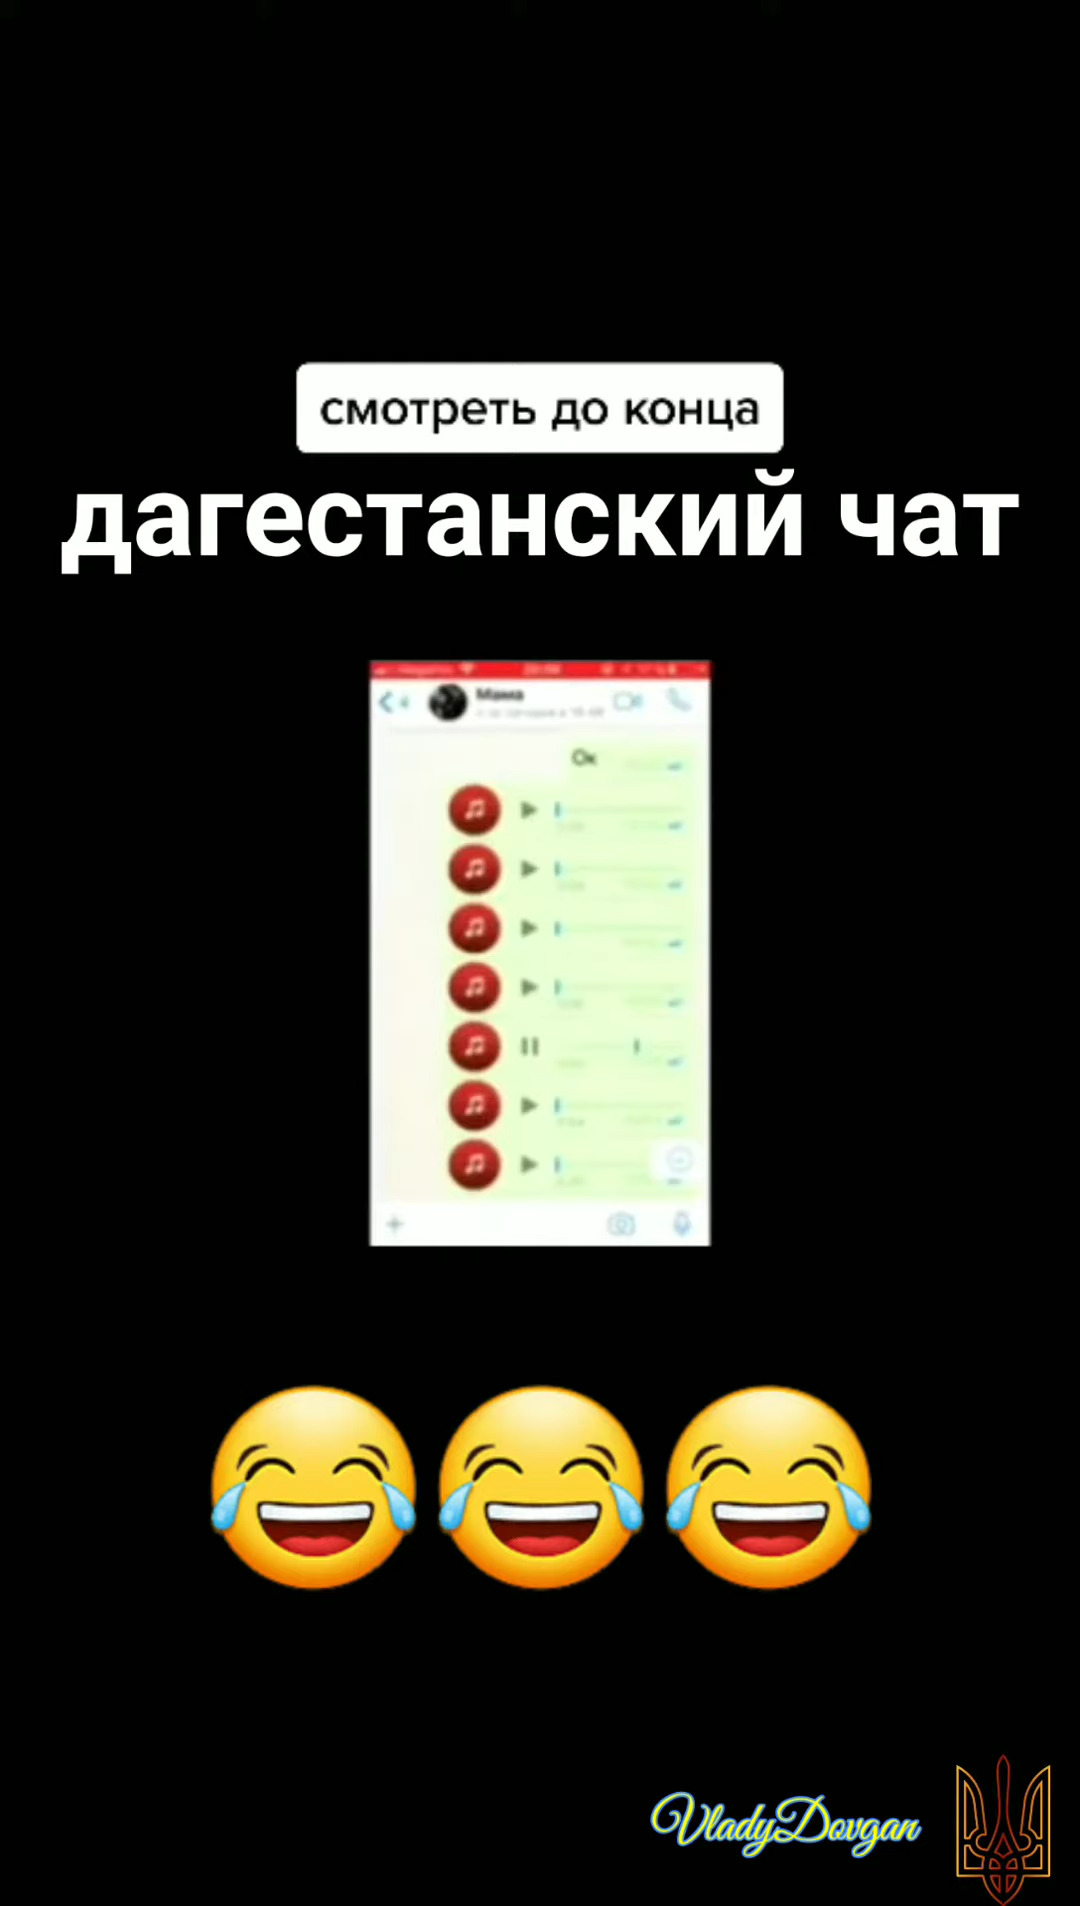 смотреть до конца
дагестанский чат
Мама
Ок
VladyDovgan